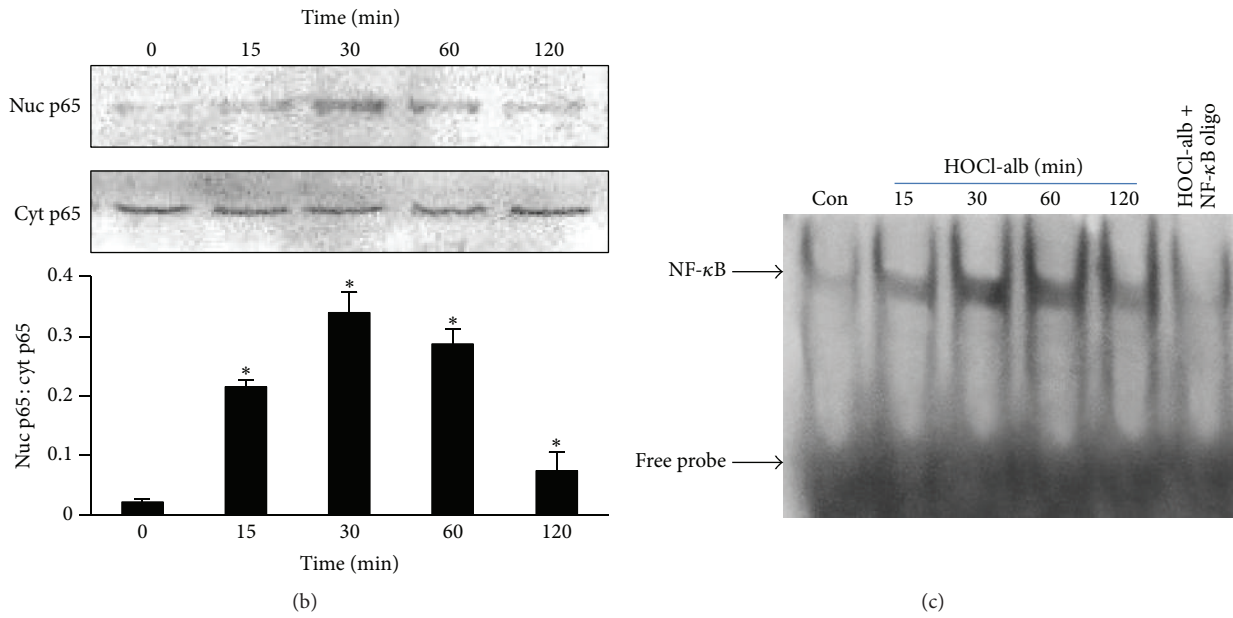 Time (min)
0 15 30 60 120
Nuc p65
Cyt p65
0.4
0.3
0.2
0.1
0
Nuc p65 : cyt p65
* * * *
0 15 30 60 120
Time (min)
(b)
HOCl-alb (min)
Con 15 30 60 120
HOCl-alb +
NF-κB oligo
NF-κB
Free probe
(c)